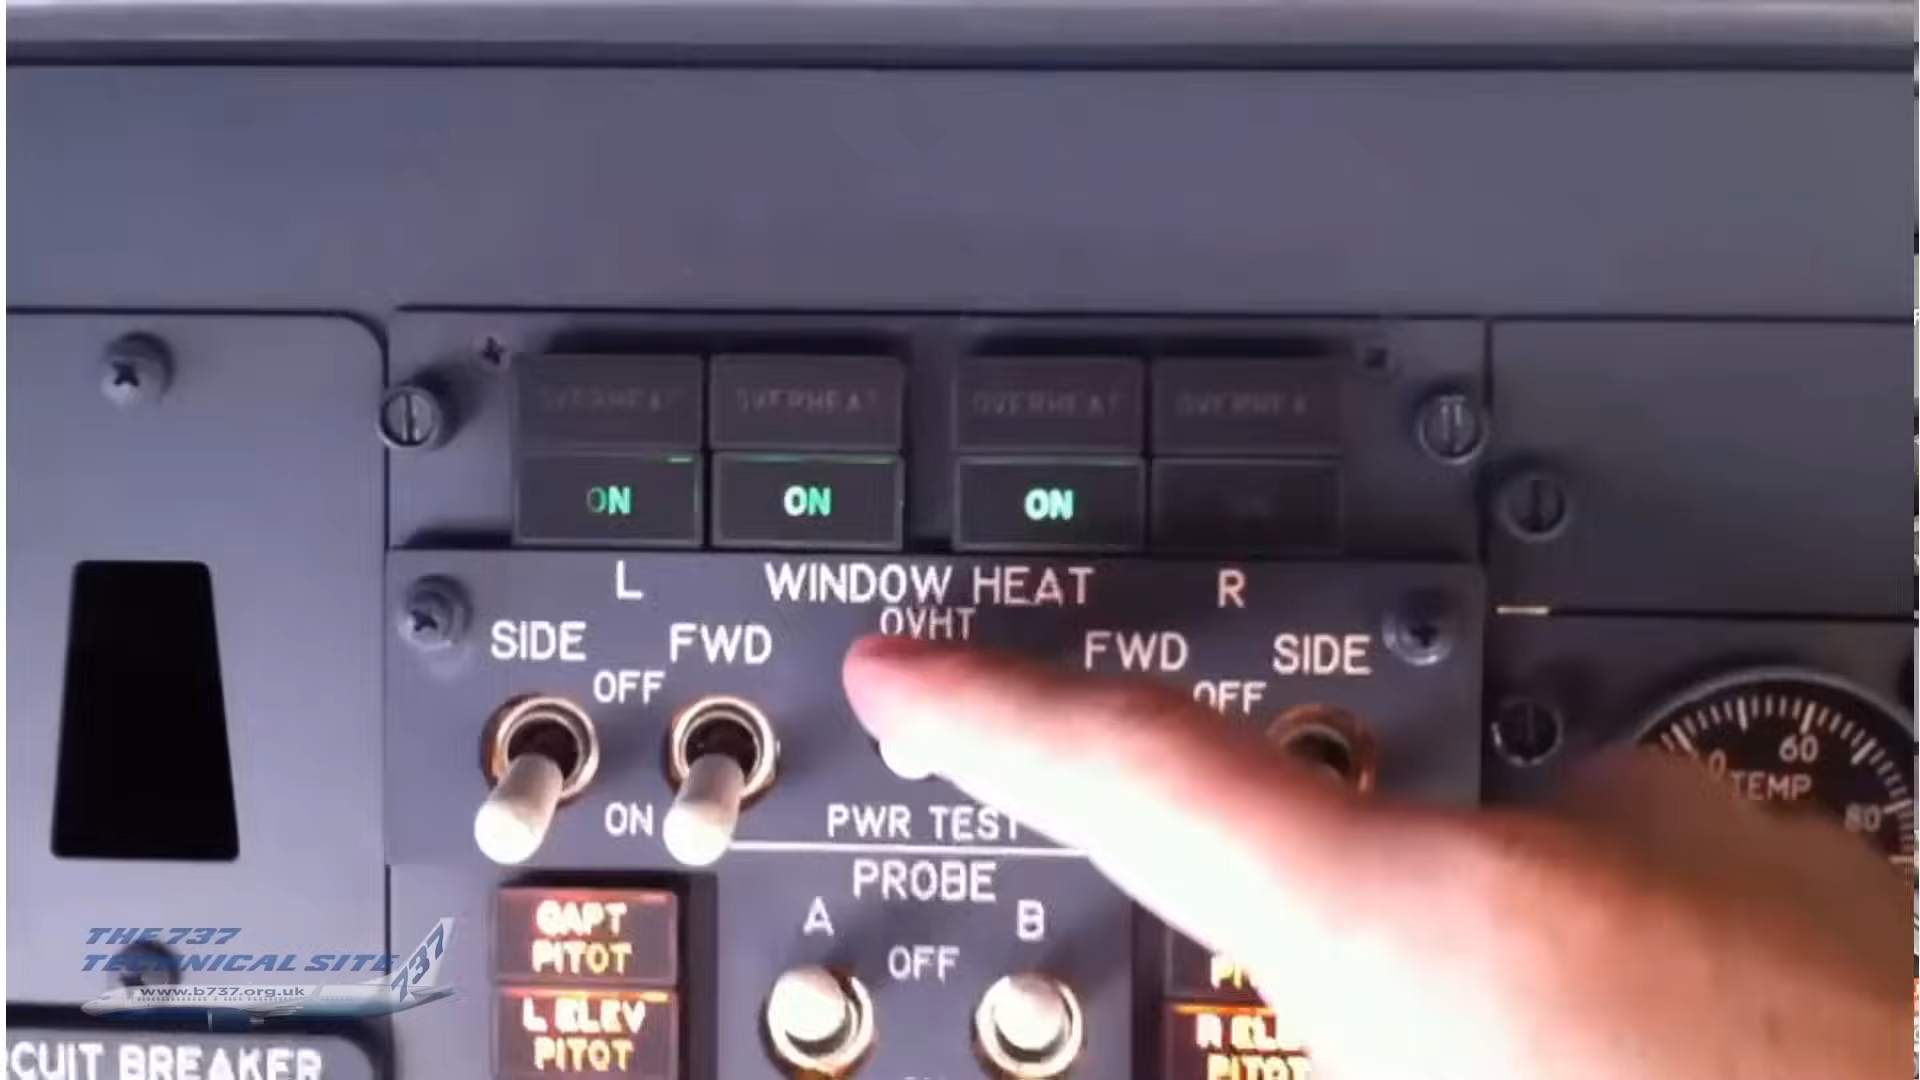 OVERHEAT OVERHEAT OVERHEAT OVERHEAT
ON ON ON
L WINDOW HEAT R
OVHT
SIDE FWD FWD SIDE
OFF OFF
ON PWR TEST
PROBE
A B
OFF
CAPT
PITOT
L ELEV
PITOT
R
PITOT
60
TEMP
80
THE 737
TECHNICAL SITE
737
www.b737.org.uk
BREAKER